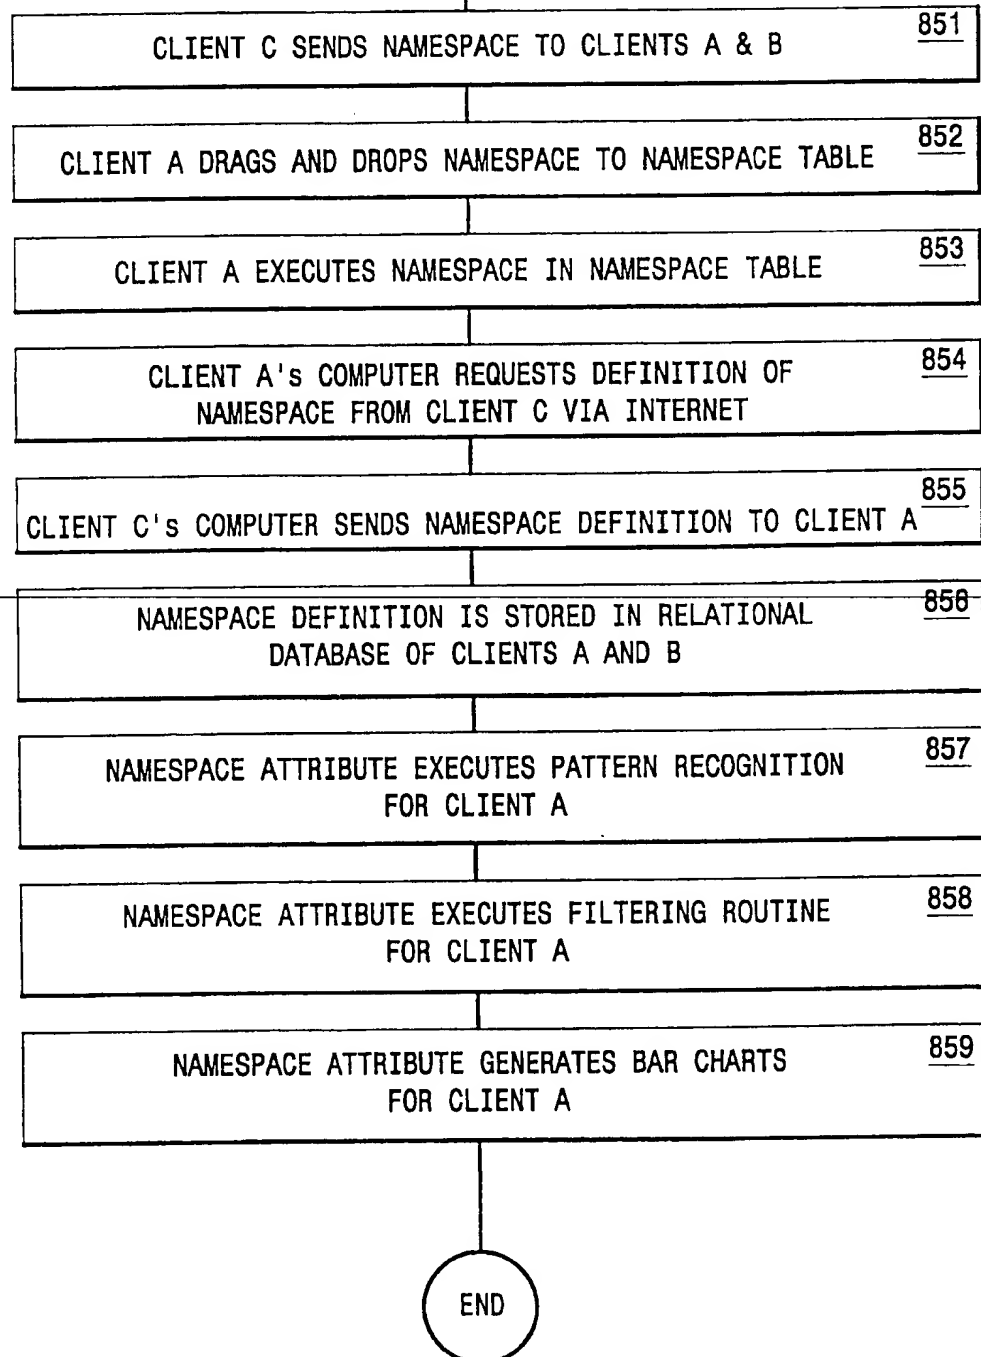 851
CLIENT C SENDS NAMESPACE TO CLIENTS A & B
852
CLIENT A DRAGS AND DROPS NAMESPACE TO NAMESPACE TABLE
853
CLIENT A EXECUTES NAMESPACE IN NAMESPACE TABLE
854
CLIENT A's COMPUTER REQUESTS DEFINITION OF
NAMESPACE FROM CLIENT C VIA INTERNET
855
CLIENT C's COMPUTER SENDS NAMESPACE DEFINITION TO CLIENT A
856
NAMESPACE DEFINITION IS STORED IN RELATIONAL
DATABASE OF CLIENTS A AND B
857
NAMESPACE ATTRIBUTE EXECUTES PATTERN RECOGNITION
FOR CLIENT A
858
NAMESPACE ATTRIBUTE EXECUTES FILTERING ROUTINE
FOR CLIENT A
859
NAMESPACE ATTRIBUTE GENERATES BAR CHARTS
FOR CLIENT A
END